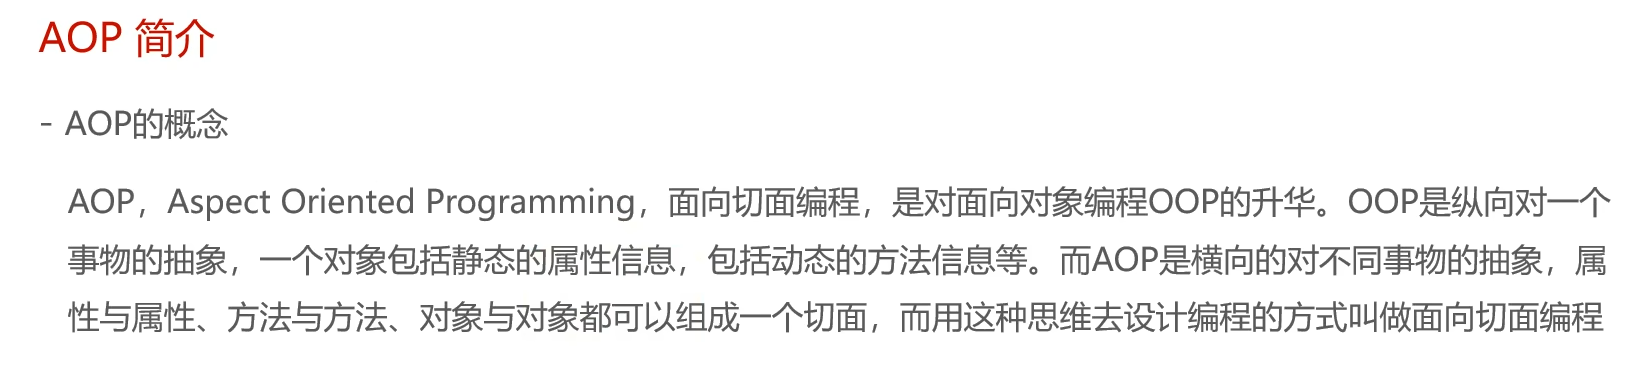 AOP 简介
- AOP的概念
AOP，Aspect Oriented Programming，面向切面编程，是对面向对象编程OOP的升华。OOP是纵向对一个
事物的抽象，一个对象包括静态的属性信息，包括动态的方法信息等。而AOP是横向的对不同事物的抽象，属
性与属性、方法与方法、对象与对象都可以组成一个切面，而用这种思维去设计编程的方式叫做面向切面编程